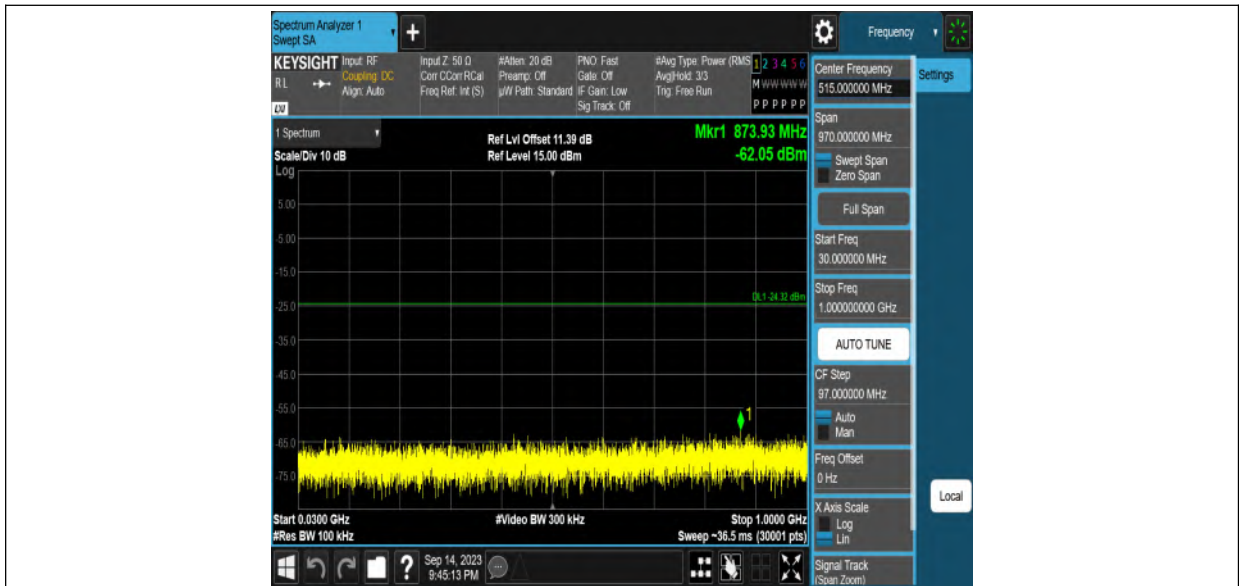 Spectrum Analyzer 1
Swept SA
+
Frequency
KEYSIGHT
R L
LXI
Input: RF
Coupling: DC
Align: Auto
Input Z: 50 Ω
Corr CCorr RCal
Freq Ref: Int (S)
#Atten: 20 dB
Preamp: Off
µW Path: Standard
PNO: Fast
Gate: Off
IF Gain: Low
Sig Track: Off
#Avg Type: Power (RMS
Avg|Hold: 3/3
Trig: Free Run
1 2 3 4 5 6
M W W W W W
P P P P P P
1 Spectrum
Scale/Div 10 dB
Log
Ref Lvl Offset 11.39 dB
Ref Level 15.00 dBm
Mkr1 873.93 MHz
-62.05 dBm
5.00
-5.00
-15.0
DL1 -24.32 dBm
-25.0
-35.0
-45.0
-55.0
1
-65.0
-75.0
Start 0.0300 GHz
#Video BW 300 kHz
Stop 1.0000 GHz
#Res BW 100 kHz
Sweep ~36.5 ms (30001 pts)
?
Sep 14, 2023
9:45:13 PM
Center Frequency
515.000000 MHz
Settings
Span
970.000000 MHz
Swept Span
Zero Span
Full Span
Start Freq
30.000000 MHz
Stop Freq
1.000000000 GHz
AUTO TUNE
CF Step
97.000000 MHz
Auto
Man
Freq Offset
0 Hz
Local
X Axis Scale
Log
Lin
Signal Track
(Span Zoom)